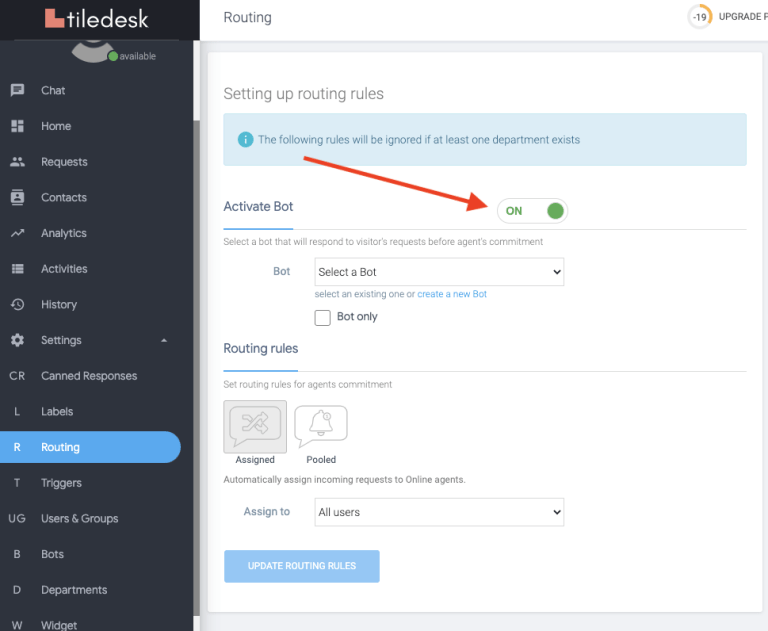 tiledesk
available
Chat
Home
Requests
Contacts
Analytics
Activities
History
Settings
CR Canned Responses
L Labels
R Routing
T Triggers
UG Users & Groups
B Bots
D Departments
W Widget
Routing
-19 UPGRADE
Setting up routing rules
The following rules will be ignored if at least one department exists
Activate Bot
ON
Select a bot that will respond to visitor's requests before agent's commitment
Bot Select a Bot
select an existing one or create a new Bot
Bot only
Routing rules
Set routing rules for agents commitment
Assigned Pooled
Automatically assign incoming requests to Online agents.
Assign to All users
UPDATE ROUTING RULES